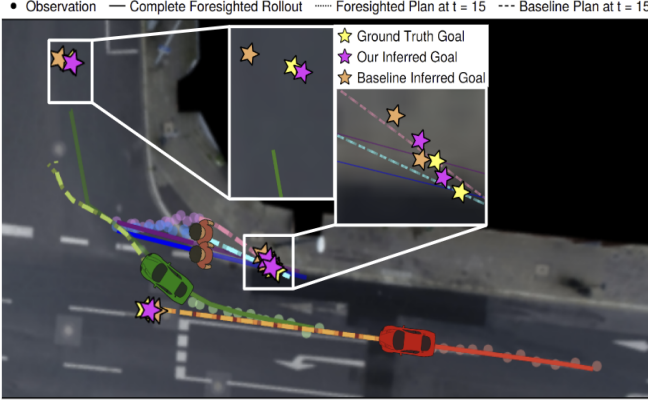 Observation Complete Foresighted Rollout Foresighted Plan at t = 15 Baseline Plan at t = 15
Ground Truth Goal
Our Inferred Goal
Baseline Inferred Goal